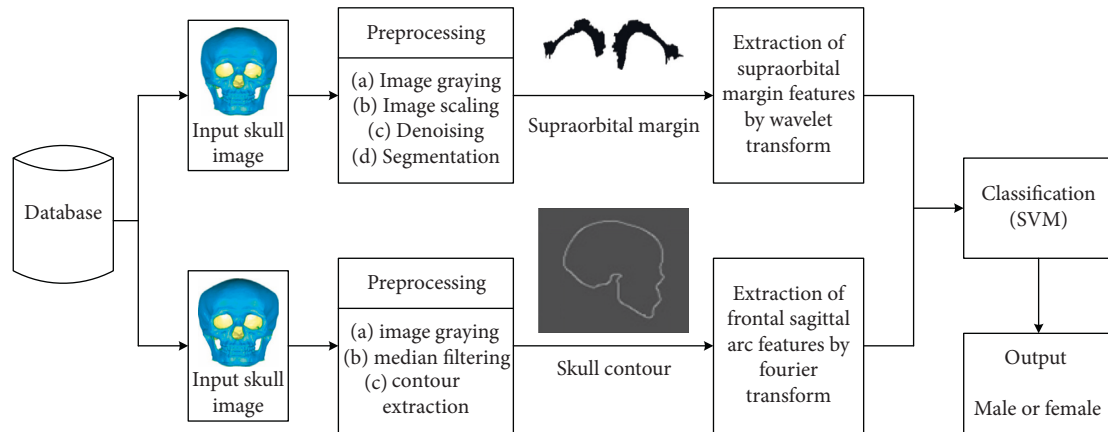 Database
Input skull
image
Preprocessing
(a) Image graying
(b) Image scaling
(c) Denoising
(d) Segmentation
Supraorbital margin
Extraction of
supraorbital
margin features
by wavelet
transform
Input skull
image
Preprocessing
(a) image graying
(b) median filtering
(c) contour
extraction
Skull contour
Extraction of
frontal sagittal
arc features by
fourier
transform
Classification
(SVM)
Output
Male or female